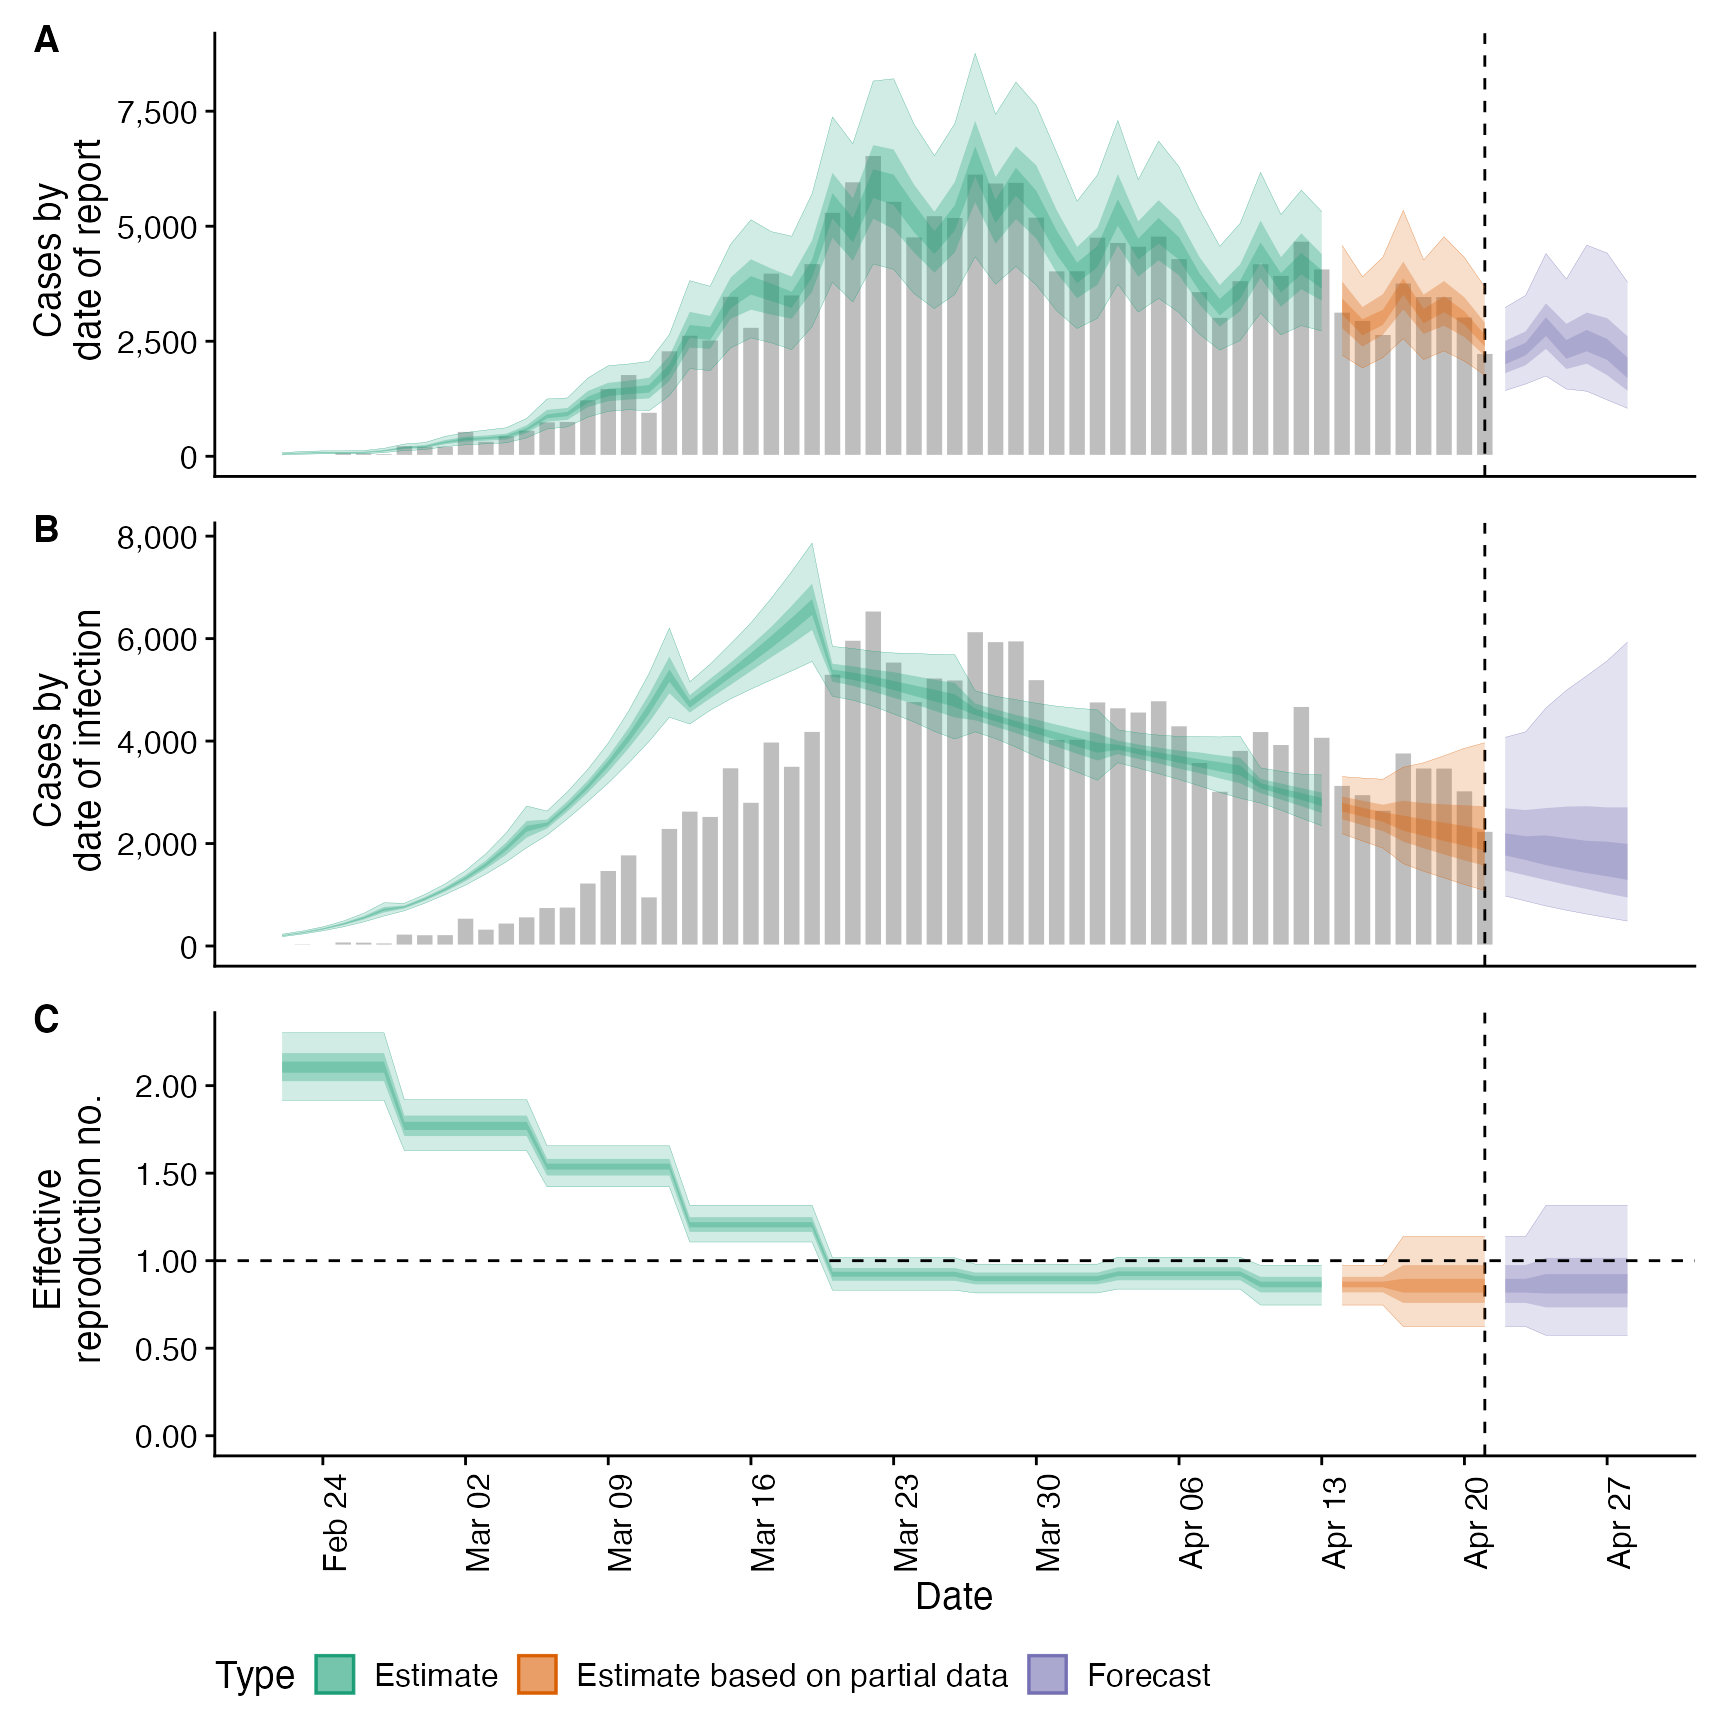 A
Cases by
date of report
7,500
5,000
2,500
0
B
Cases by
date of infection
8,000
6,000
4,000
2,000
0
C
Effective
reproduction no.
2.00
1.50
1.00
0.50
0.00
Feb 24
Mar 02
Mar 09
Mar 16
Mar 23
Mar 30
Apr 06
Apr 13
Apr 20
Apr 27
Date
Type Estimate Estimate based on partial data Forecast